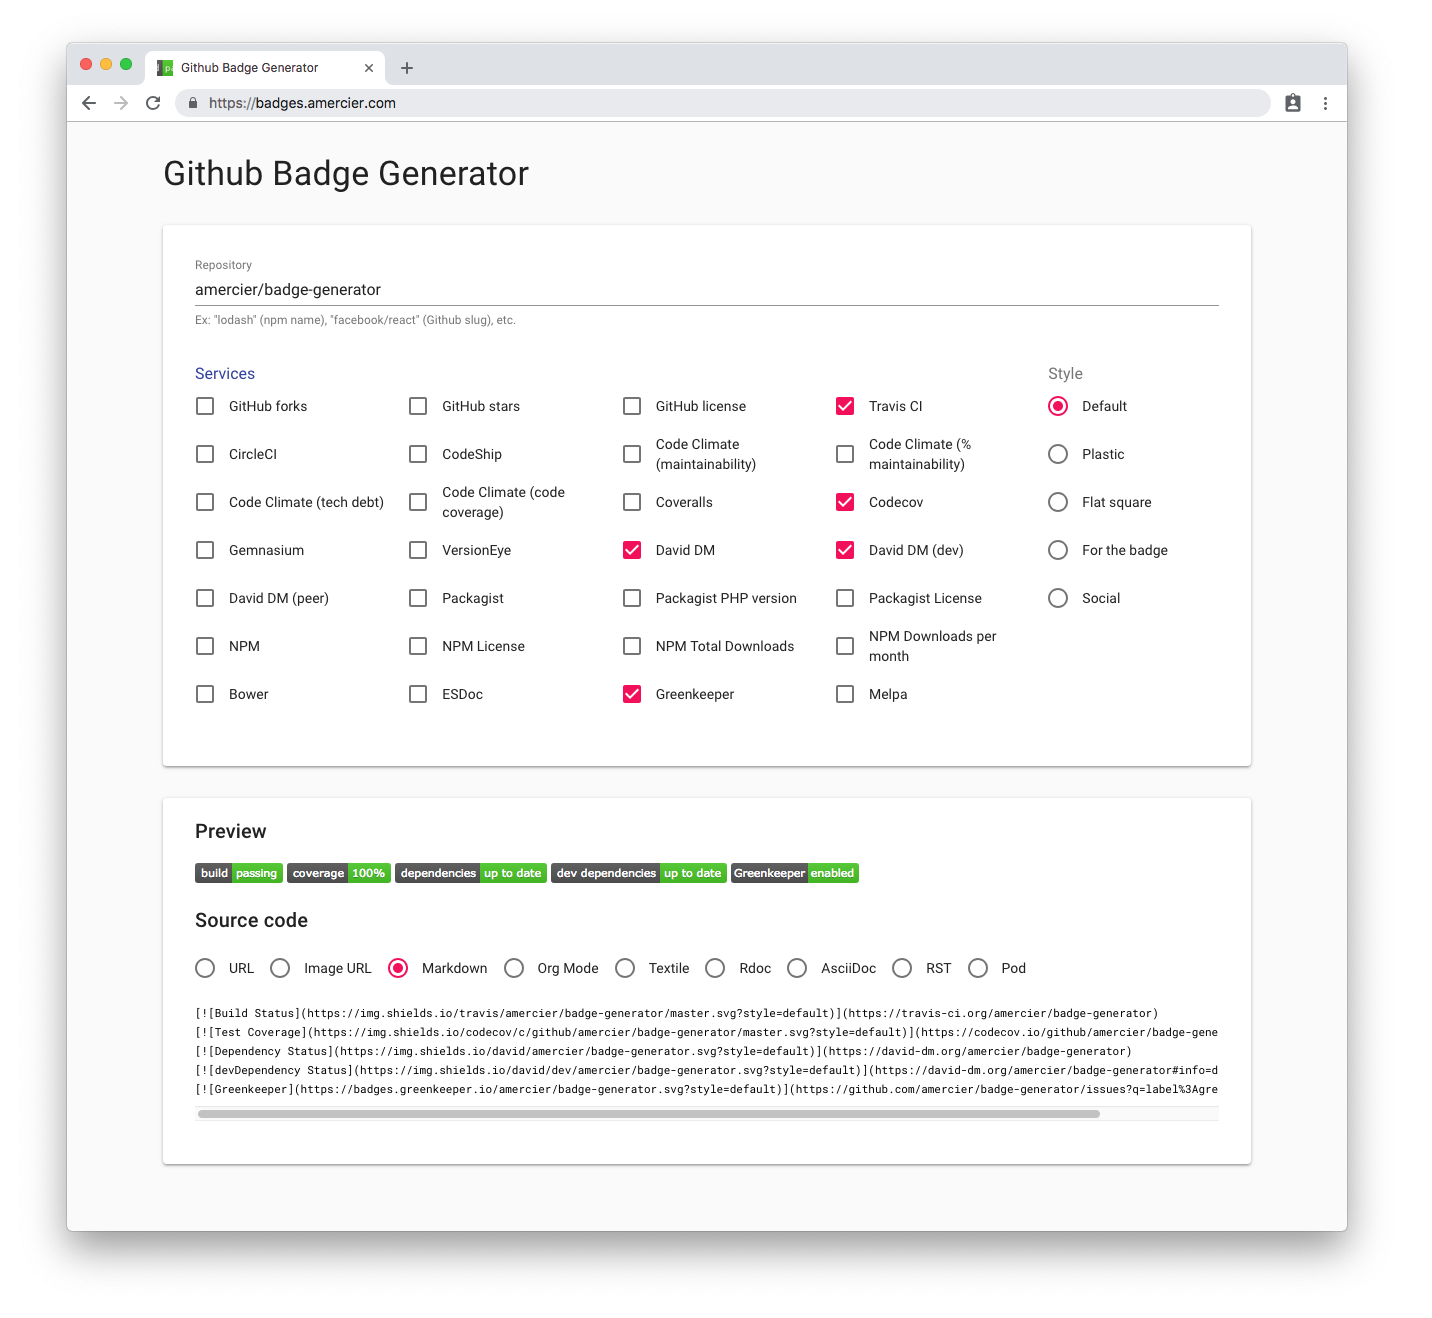 Github Badge Generator
https://badges.amercier.com
Github Badge Generator
Repository
amercier/badge-generator
Ex: "lodash" (npm name), "facebook/react" (Github slug), etc.
Services
Style
GitHub forks
GitHub stars
GitHub license
Travis CI
Default
CircleCI
CodeShip
Code Climate
(maintainability)
Code Climate (%
maintainability)
Plastic
Code Climate (tech debt)
Code Climate (code
coverage)
Coveralls
Codecov
Flat square
Gemnasium
VersionEye
David DM
David DM (dev)
For the badge
David DM (peer)
Packagist
Packagist PHP version
Packagist License
Social
NPM
NPM License
NPM Total Downloads
NPM Downloads per
month
Bower
ESDoc
Greenkeeper
Melpa
Preview
build passing coverage 100% dependencies up to date dev dependencies up to date Greenkeeper enabled
Source code
URL Image URL Markdown Org Mode Textile Rdoc AsciiDoc RST Pod
[![Build Status](https://img.shields.io/travis/amercier/badge-generator/master.svg?style=default)](https://travis-ci.org/amercier/badge-generator)
[![Test Coverage](https://img.shields.io/codecov/c/github/amercier/badge-generator/master.svg?style=default)](https://codecov.io/github/amercier/badge-gene
[![Dependency Status](https://img.shields.io/david/amercier/badge-generator.svg?style=default)](https://david-dm.org/amercier/badge-generator)
[![devDependency Status](https://img.shields.io/david/dev/amercier/badge-generator.svg?style=default)](https://david-dm.org/amercier/badge-generator#info=d
[![Greenkeeper](https://badges.greenkeeper.io/amercier/badge-generator.svg?style=default)](https://github.com/amercier/badge-generator/issues?q=label%3Agre